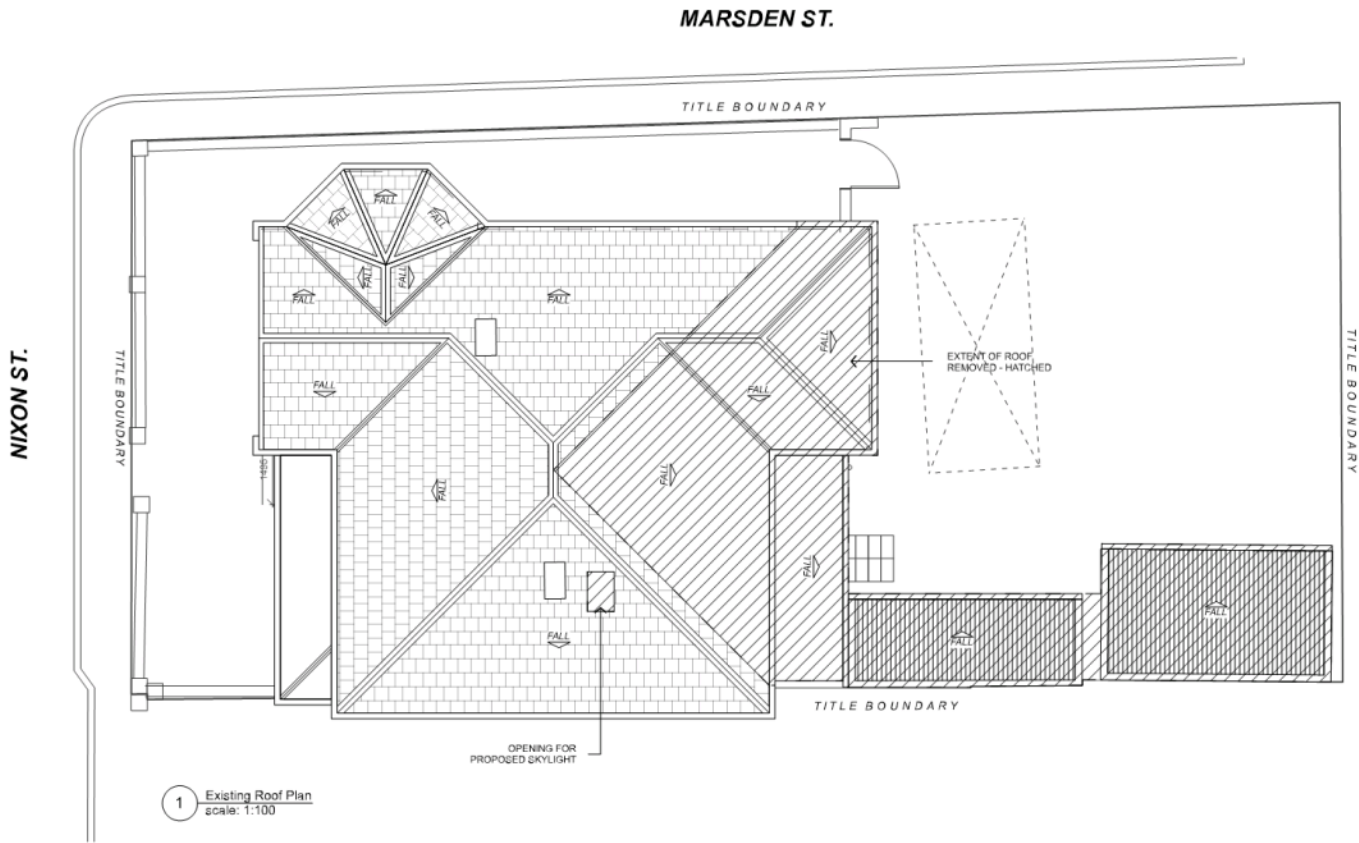 MARSDEN ST.
TITLE BOUNDARY
FALL
FALL
FALL
FALL
FALL
FALL
FALL
FALL
NIXON ST.
TITLE BOUNDARY
TITLE BOUNDARY
EXTENT OF ROOF
REMOVED - HATCHED
FALL
FALL
FALL
FALL
FALL
FALL
FALL
FALL
FALL
TITLE BOUNDARY
OPENING FOR
PROPOSED SKYLIGHT
1
Existing Roof Plan
scale: 1:100